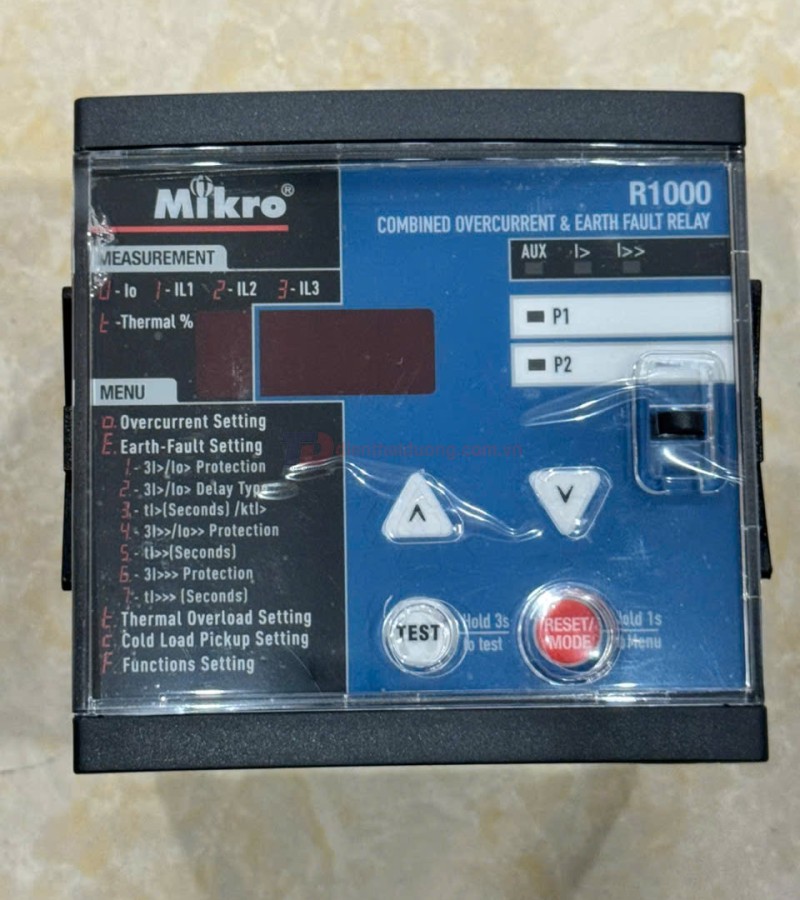 Mikro®
R1000
COMBINED OVERCURRENT & EARTH FAULT RELAY
AUX I> I>>
MEASUREMENT
0 - Io 1 - IL1 2 - IL2 3 - IL3
t -Thermal %
P1
P2
MENU
o. Overcurrent Setting
E. Earth-Fault Setting
1. - 3I>/Io> Protection
2. - 3I>/Io> Delay Type
3. - tI>(Seconds) /ktI>
4. - 3I>>/Io>> Protection
5. - tI>>(Seconds)
6. - 3I>>> Protection
7. - tI>>> (Seconds)
t. Thermal Overload Setting
c. Cold Load Pickup Setting
F. Functions Setting
TEST
Hold 3s
to test
RESET/
MODE
Hold 1s
to Menu